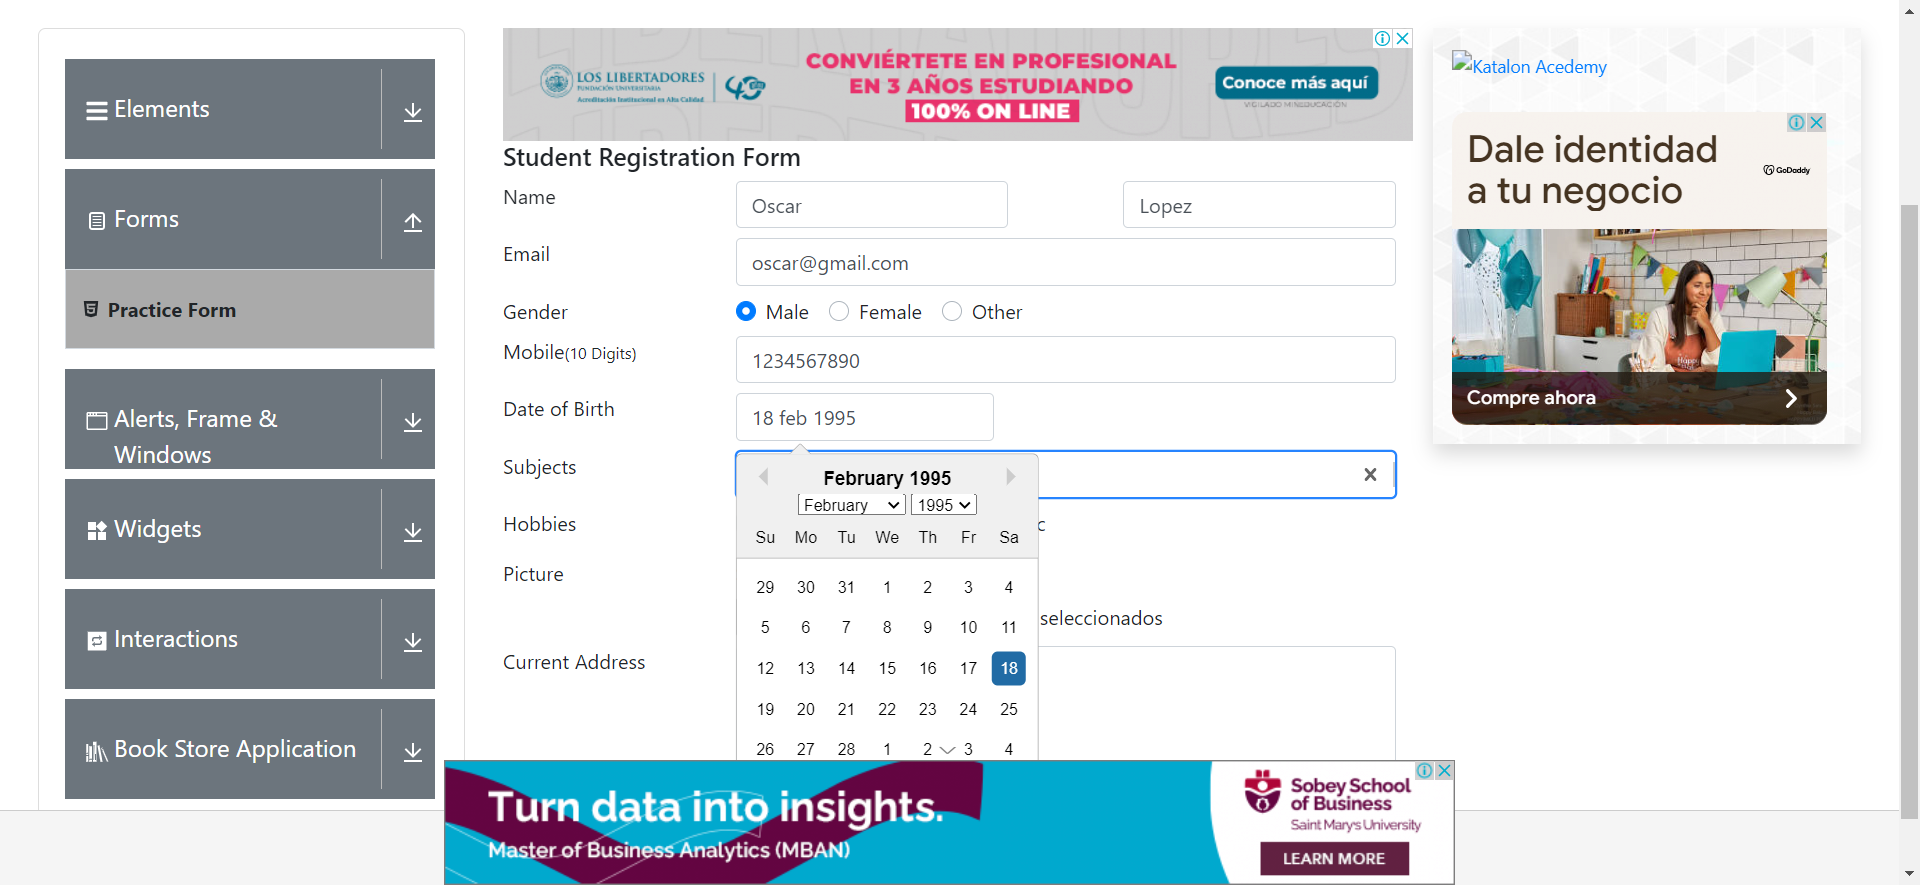 Elements
Forms
Practice Form
Alerts, Frame &
Windows
Widgets
Interactions
Book Store Application
LOS LIBERTADORES
FUNDACIÓN UNIVERSITARIA
Acreditación Institucional en Alta Calidad
CONVIÉRTETE EN PROFESIONAL
EN 3 AÑOS ESTUDIANDO
100% ON LINE
Conoce más aquí
VIGILADO MINEDUCACIÓN
Student Registration Form
Name
Oscar
Lopez
Email
oscar@gmail.com
Gender
Male
Female
Other
Mobile(10 Digits)
1234567890
Date of Birth
18 feb 1995
Subjects
Hobbies
c
Picture
seleccionados
Current Address
February 1995
February
1995
Su Mo Tu We Th Fr Sa
29 30 31 1 2 3 4
5 6 7 8 9 10 11
12 13 14 15 16 17 18
19 20 21 22 23 24 25
26 27 28 1 2 3 4
Katalon Acedemy
Dale identidad
a tu negocio
GoDaddy
Compre ahora
Turn data into insights.
Master of Business Analytics (MBAN)
Sobey School
of Business
Saint Mary's University
LEARN MORE